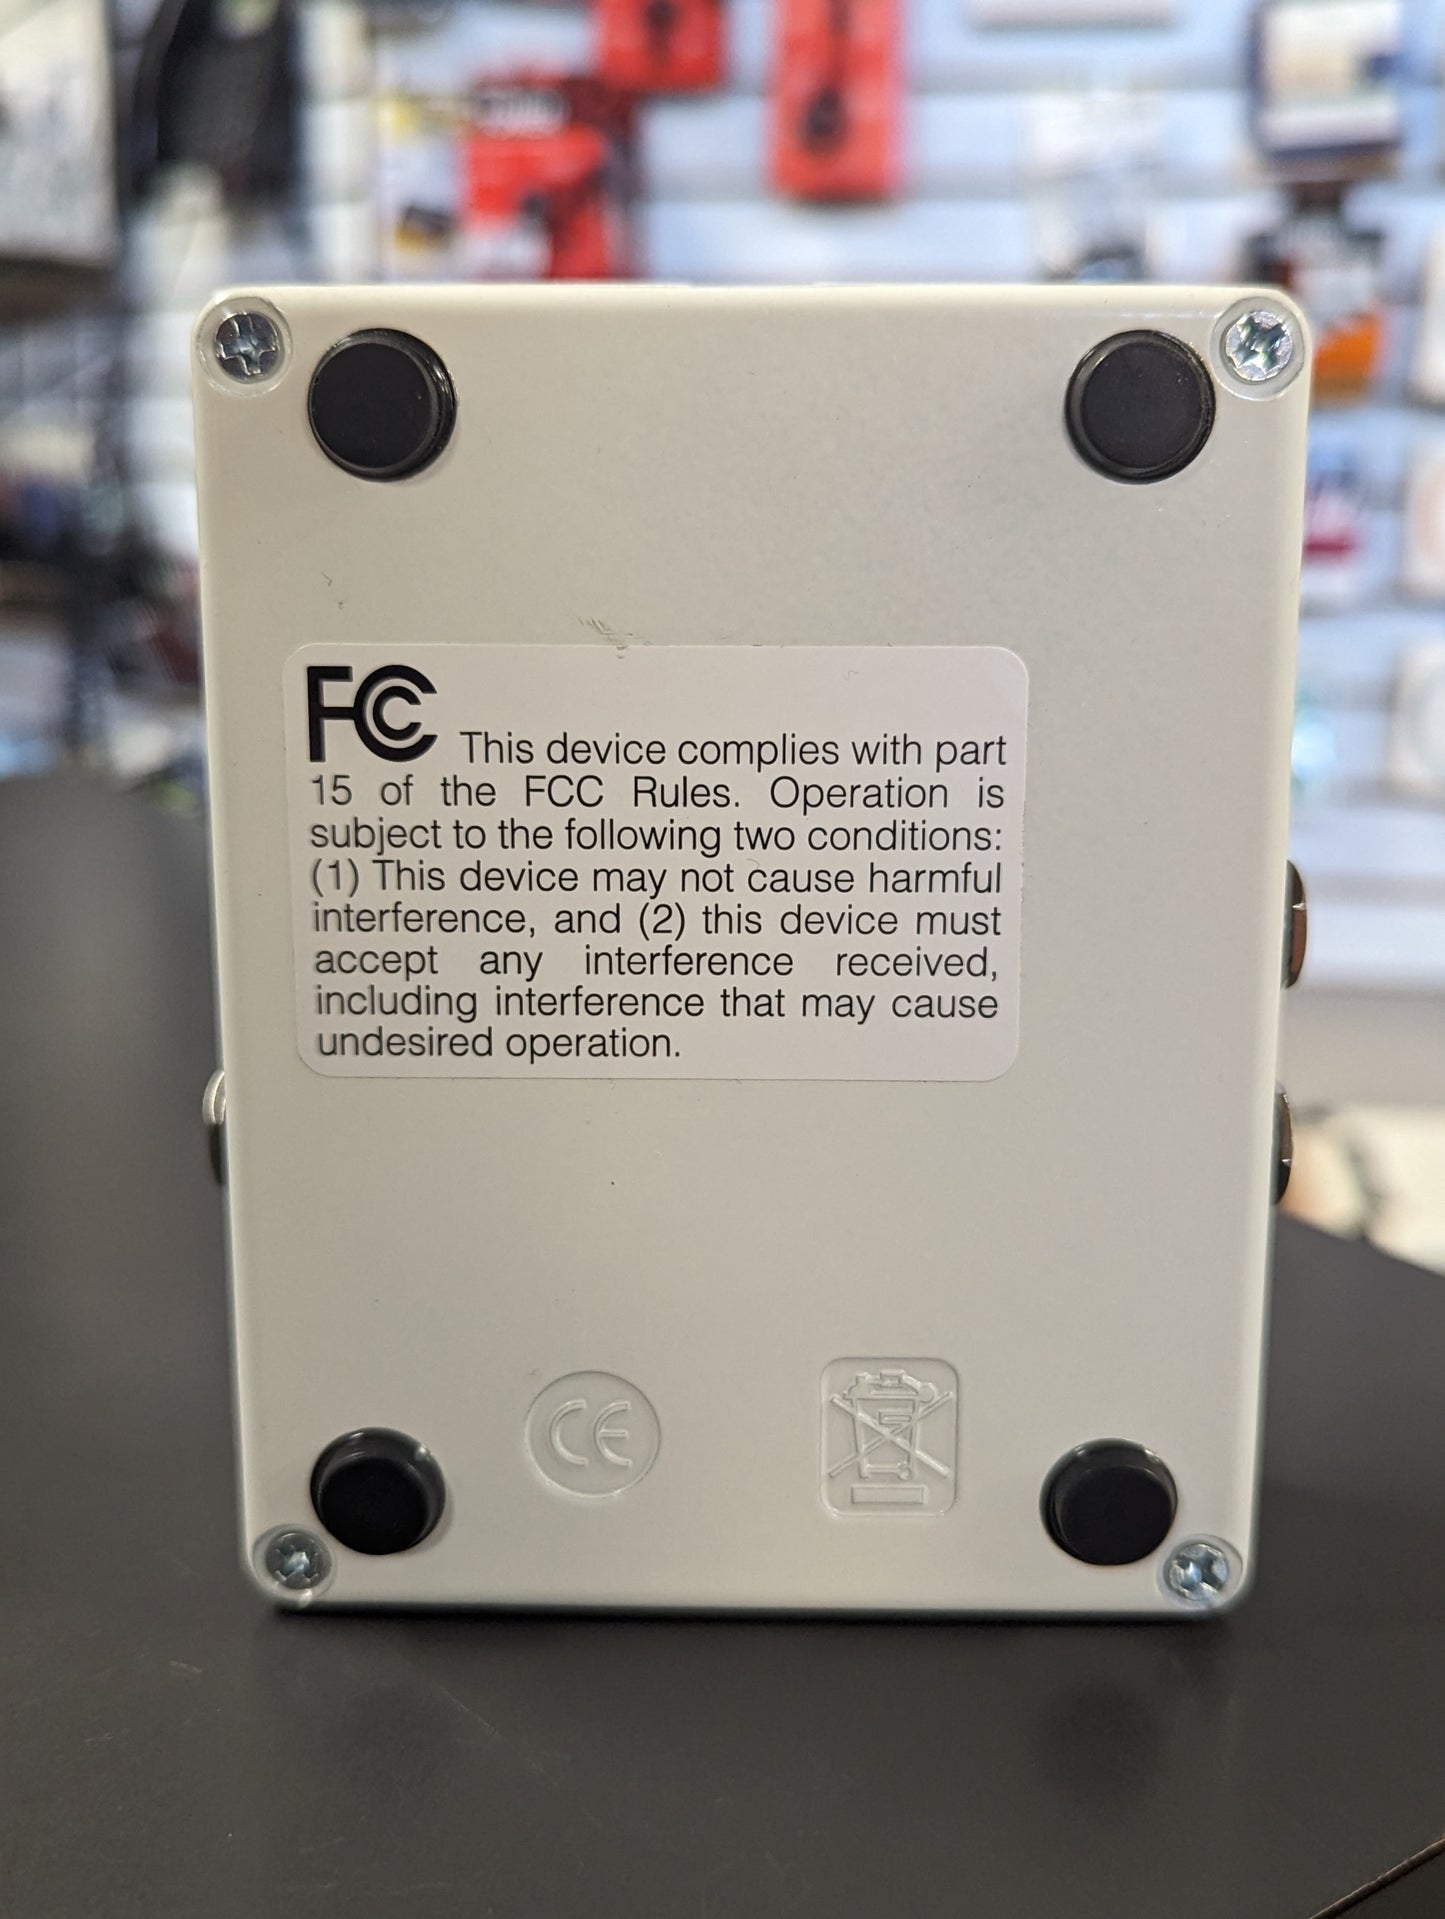 FCC This device complies with part
15 of the FCC Rules. Operation is
subject to the following two conditions:
(1) This device may not cause harmful
interference, and (2) this device must
accept any interference received,
including interference that may cause
undesired operation.
CE